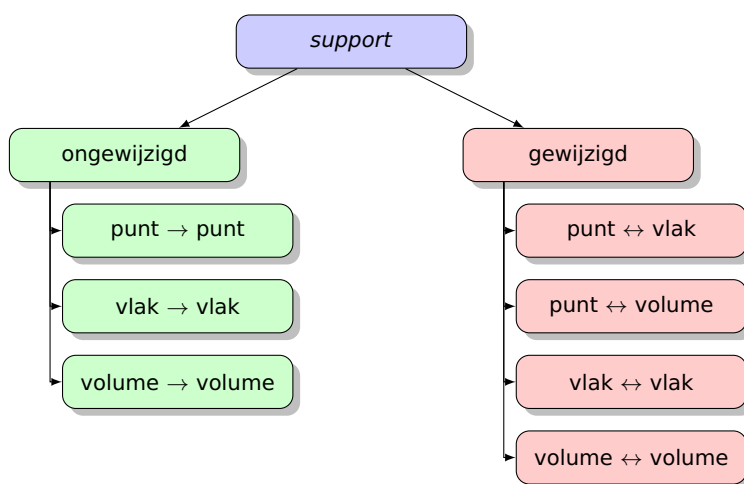 support
ongewijzigd
gewijzigd
punt → punt
punt ↔ vlak
vlak → vlak
punt ↔ volume
volume → volume
vlak ↔ vlak
volume ↔ volume